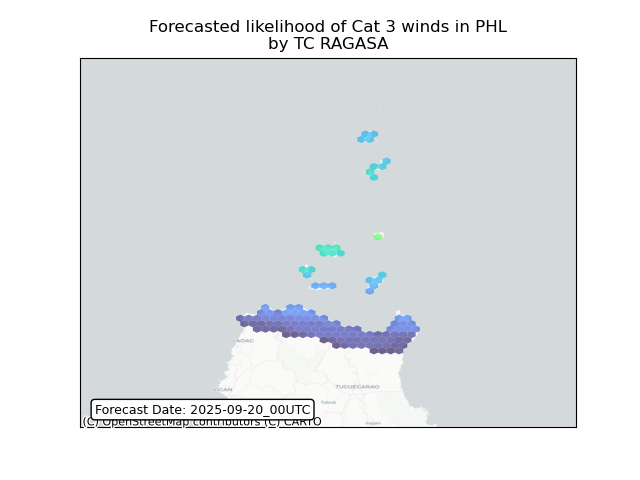 Forecasted likelihood of Cat 3 winds in PHL
by TC RAGASA
LAOAG
TUGUEGARAO
Forecast Date: 2025-09-20_00UTC
(C) OpenStreetMap contributors (C) CARTO